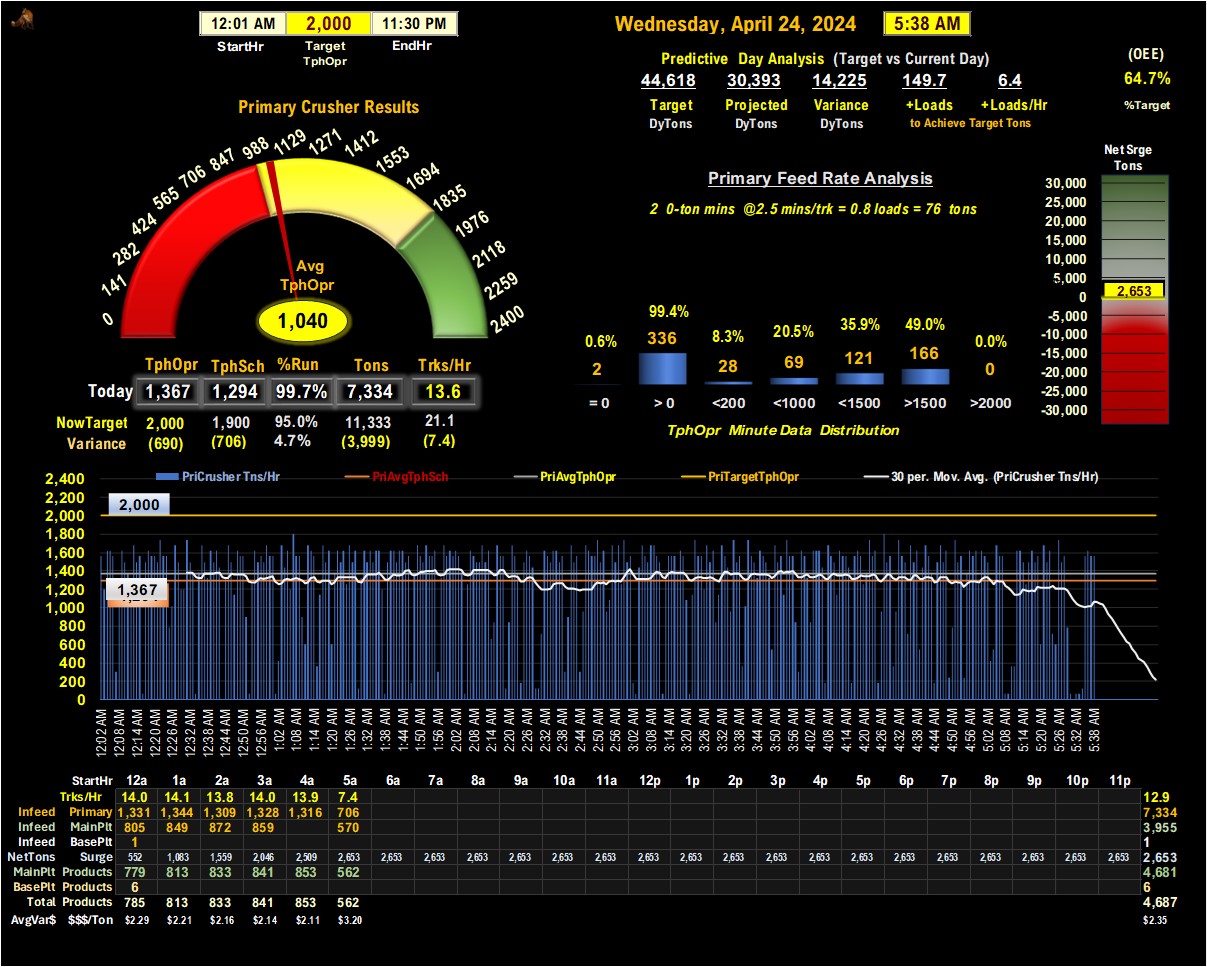 12:01 AM 2,000 11:30 PM
StartHr Target TphOpr EndHr
Wednesday, April 24, 2024 5:38 AM
Predictive Day Analysis (Target vs Current Day)
44,618 30,393 14,225 149.7 6.4
Target Projected Variance +Loads +Loads/Hr
DyTons DyTons DyTons to Achieve Target Tons
(OEE)
64.7%
%Target
Primary Crusher Results
0 141 282 424 565 706 847 988 1129 1271 1412 1553 1694 1835 1976 2118 2259 2400
Avg
TphOpr
1,040
TphOpr TphSch %Run Tons Trks/Hr
Today 1,367 1,294 99.7% 7,334 13.6
NowTarget 2,000 1,900 95.0% 11,333 21.1
Variance (690) (706) 4.7% (3,999) (7.4)
Primary Feed Rate Analysis
2 0-ton mins @2.5 mins/trk = 0.8 loads = 76 tons
0.6% 99.4% 8.3% 20.5% 35.9% 49.0% 0.0%
2 336 28 69 121 166 0
= 0 > 0 <200 <1000 <1500 >1500 >2000
TphOpr Minute Data Distribution
Net Srge
Tons
30,000
25,000
20,000
15,000
10,000
5,000
2,653
0
-5,000
-10,000
-15,000
-20,000
-25,000
-30,000
PriCrusher Tns/Hr PriAvgTphSch PriAvgTphOpr PriTargetTphOpr 30 per. Mov. Avg. (PriCrusher Tns/Hr)
2,400
2,200
2,000
1,800
1,600
1,400
1,200
1,000
800
600
400
200
0
2,000
1,367
12:02 AM 12:08 AM 12:14 AM 12:20 AM 12:26 AM 12:32 AM 12:38 AM 12:44 AM 12:50 AM 12:56 AM 1:02 AM 1:08 AM 1:14 AM 1:20 AM 1:26 AM 1:32 AM 1:38 AM 1:44 AM 1:50 AM 1:56 AM 2:02 AM 2:08 AM 2:14 AM 2:20 AM 2:26 AM 2:32 AM 2:38 AM 2:44 AM 2:50 AM 2:56 AM 3:02 AM 3:08 AM 3:14 AM 3:20 AM 3:26 AM 3:32 AM 3:38 AM 3:44 AM 3:50 AM 3:56 AM 4:02 AM 4:08 AM 4:14 AM 4:20 AM 4:26 AM 4:32 AM 4:38 AM 4:44 AM 4:50 AM 4:56 AM 5:02 AM 5:08 AM 5:14 AM 5:20 AM 5:26 AM 5:32 AM 5:38 AM
StartHr 12a 1a 2a 3a 4a 5a 6a 7a 8a 9a 10a 11a 12p 1p 2p 3p 4p 5p 6p 7p 8p 9p 10p 11p
Trks/Hr 14.0 14.1 13.8 14.0 13.9 7.4 12.9
Infeed Primary 1,331 1,344 1,309 1,328 1,316 706 7,334
Infeed MainPlt 805 849 872 859 570 3,955
Infeed BasePlt 1 1
NetTons Surge 552 1,083 1,559 2,046 2,509 2,653 2,653 2,653 2,653 2,653 2,653 2,653 2,653 2,653 2,653 2,653 2,653 2,653 2,653 2,653 2,653 2,653 2,653 2,653 2,653
MainPlt Products 779 813 833 841 853 562 4,681
BasePlt Products 6 6
Total Products 785 813 833 841 853 562 4,687
AvgVar$ $$$/Ton $2.29 $2.21 $2.16 $2.14 $2.11 $3.20 $2.35